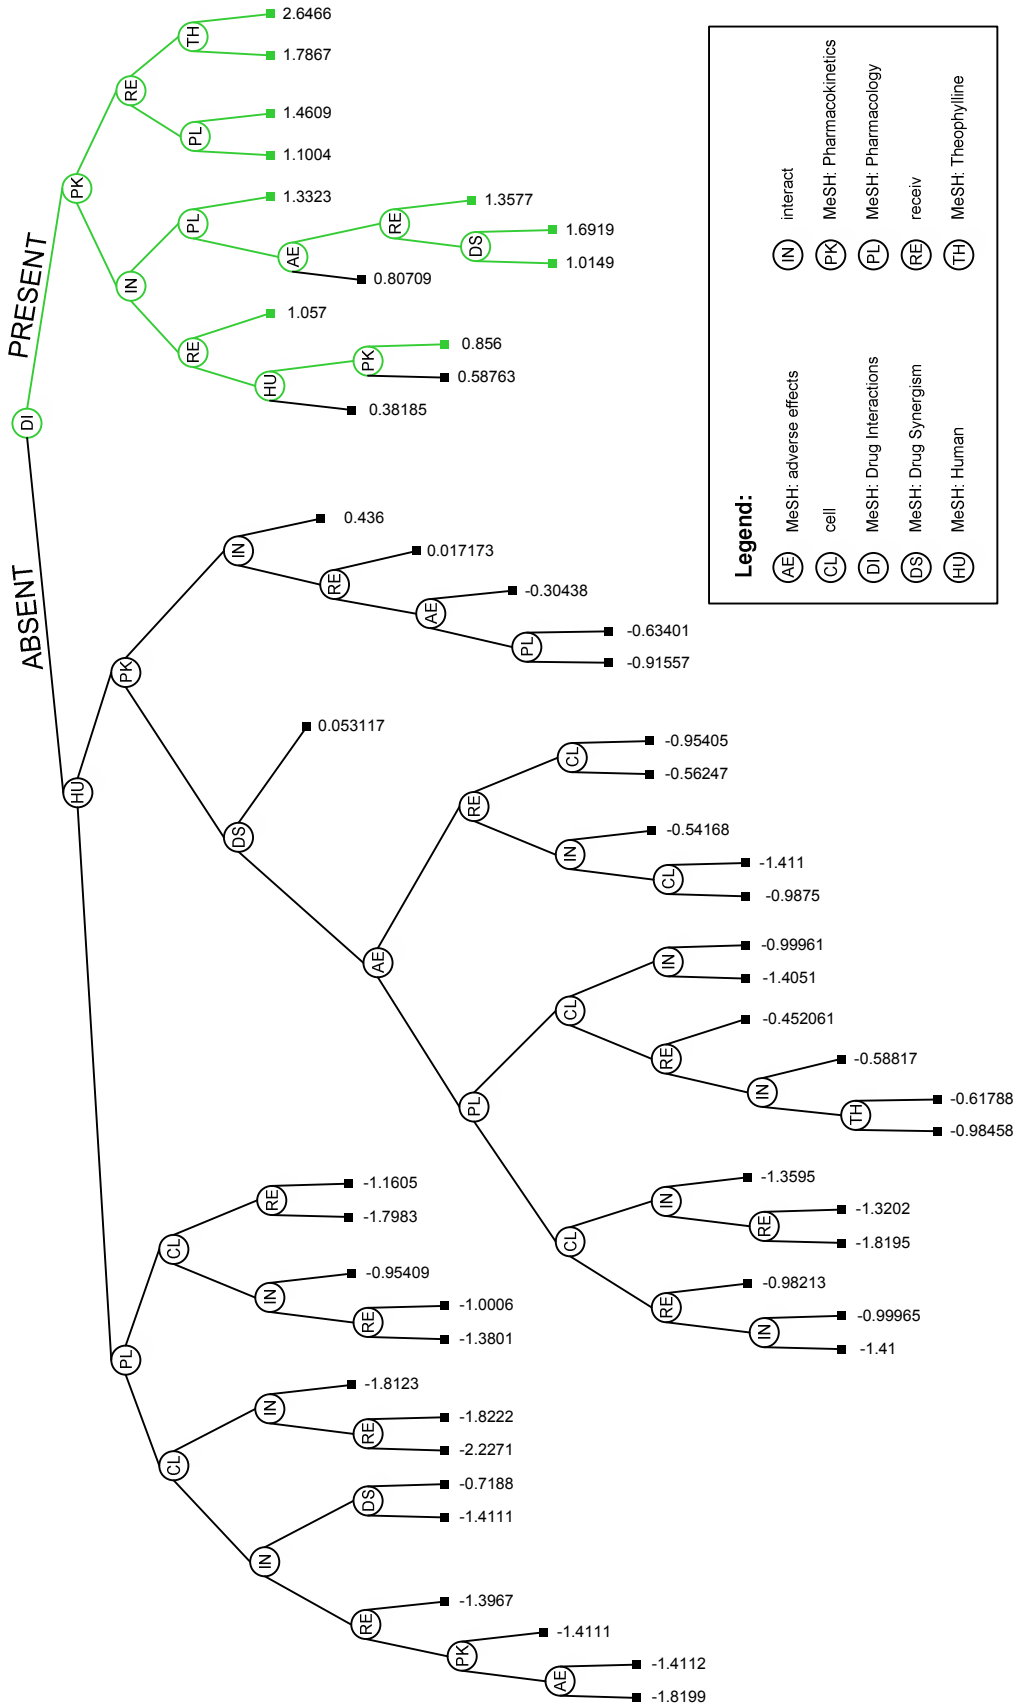 PRESENT
ABSENT
DI
PK
RE
TH
2.6466
1.7867
PL
1.4609
1.1004
IN
PL
1.3323
AE
RE
1.3577
DS
1.6919
1.0149
0.80709
RE
1.057
HU
PK
0.856
0.58763
0.38185
HU
PK
IN
0.436
RE
0.017173
AE
-0.30438
PL
-0.63401
-0.91557
DS
0.053117
AE
RE
CL
-0.95405
-0.56247
IN
-0.54168
CL
-1.411
-0.9875
PL
CL
IN
-0.99961
-1.4051
RE
-0.452061
IN
-0.58817
TH
-0.61788
-0.98458
CL
IN
-1.3595
RE
-1.3202
-1.8195
RE
-0.98213
IN
-0.99965
-1.41
PL
CL
RE
-1.1605
-1.7983
IN
-0.95409
RE
-1.0006
-1.3801
CL
IN
-1.8123
RE
-1.8222
-2.2271
IN
DS
-0.7188
-1.4111
RE
-1.3967
PK
-1.4111
AE
-1.4112
-1.8199
Legend:
AE MeSH: adverse effects
CL cell
DI MeSH: Drug Interactions
DS MeSH: Drug Synergism
HU MeSH: Human
IN interact
PK MeSH: Pharmacokinetics
PL MeSH: Pharmacology
RE receiv
TH MeSH: Theophylline